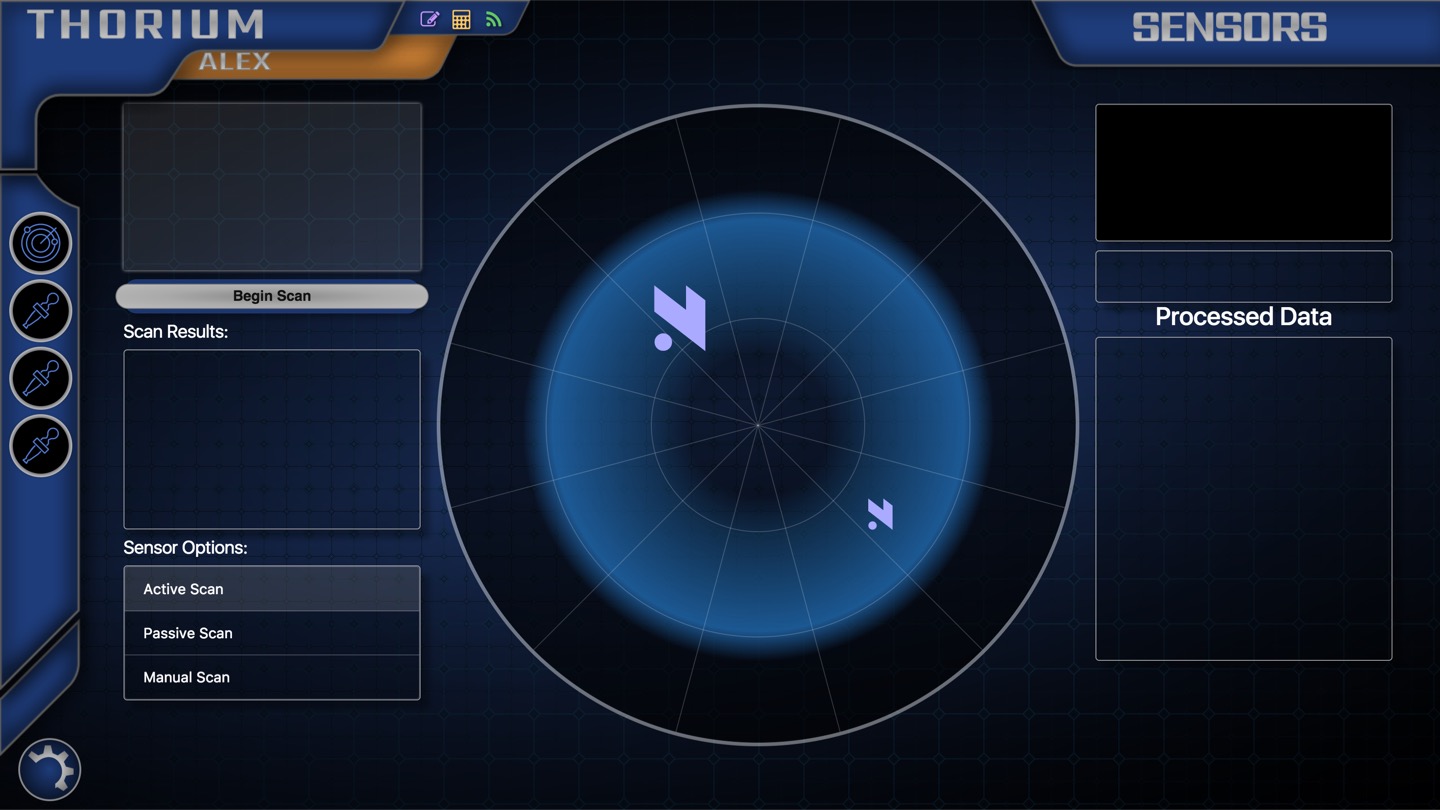 THORIUM
ALEX
SENSORS
Begin Scan
Scan Results:
Processed Data
Sensor Options:
Active Scan
Passive Scan
Manual Scan